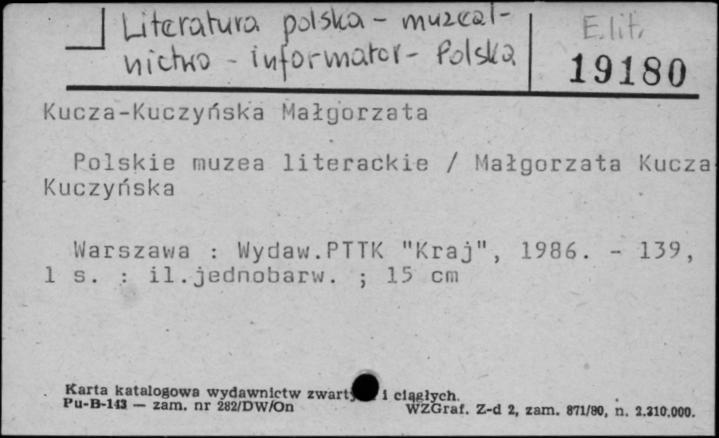 Literatura polska - muzeal-
nictwo - informator - Polska
E.lit.
19180
Kucza-Kuczyńska Małgorzata
Polskie muzea literackie / Małgorzata Kucza-
Kuczyńska
Warszawa : Wydaw.PTTK "Kraj", 1986. - 139,
1 s. : il.jednobarw. ; 15 cm
Karta katalogowa wydawnictw zwarty i ciągłych.
Pu-B-143 — zam. nr 282/DW/On
WZGraf. Z-d 2, zam. 871/80, n. 2.210.000.